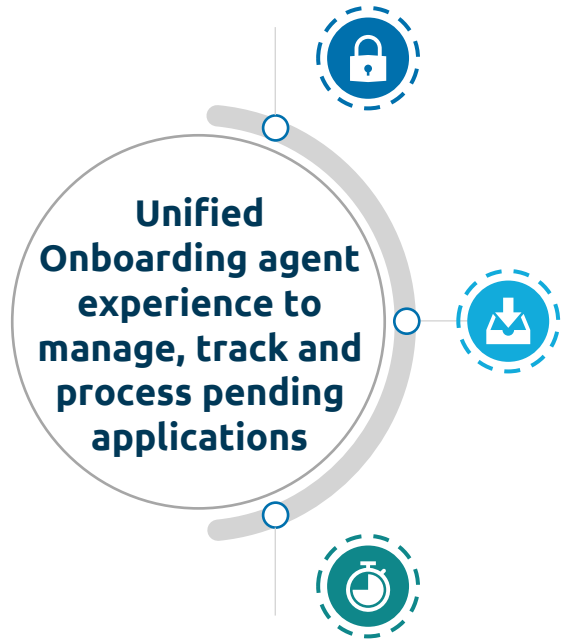 Unified
Onboarding agent
experience to
manage, track and
process pending
applications